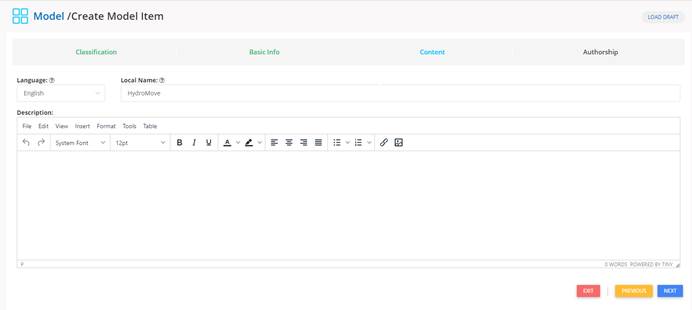 Model /Create Model Item
LOAD DRAFT
Classification Basic Info Content Authorship
Language: Local Name:
English HydroMove
Description:
File Edit View Insert Format Tools Table
System Font 12pt B I U A
P 0 WORDS POWERED BY TINY
EXIT PREVIOUS NEXT